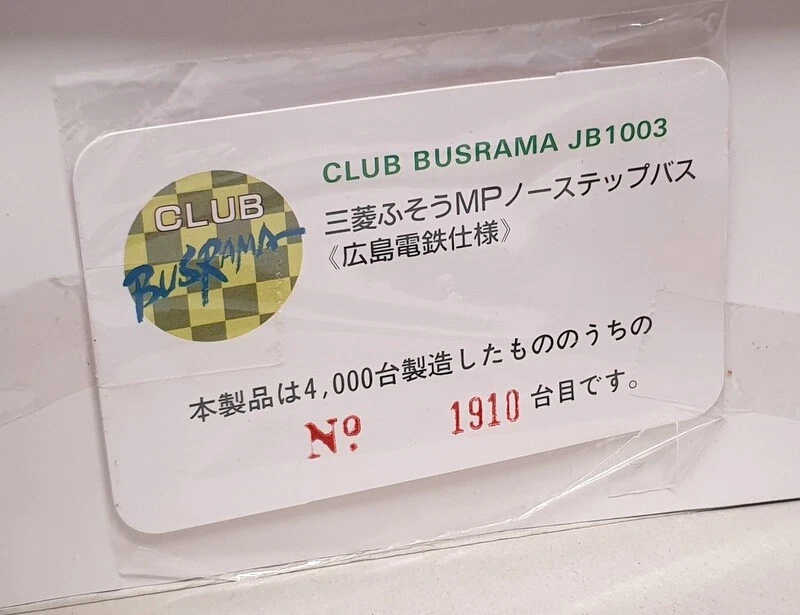 CLUB
BUSRAMA
CLUB BUSRAMA JB1003
三菱ふそうMPノーステップバス
《広島電鉄仕様》
本製品は4,000台製造したもののうちの
Nº 1910 台目です。